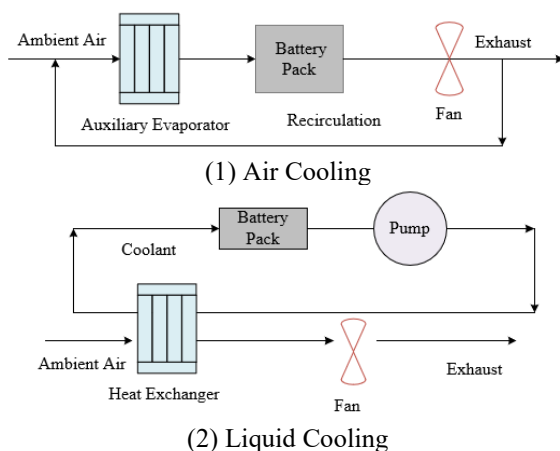 Ambient Air
Battery
Pack
Exhaust
Auxiliary Evaporator
Recirculation
Fan
(1) Air Cooling
Battery
Pack
Pump
Coolant
Ambient Air
Heat Exchanger
Fan
Exhaust
(2) Liquid Cooling